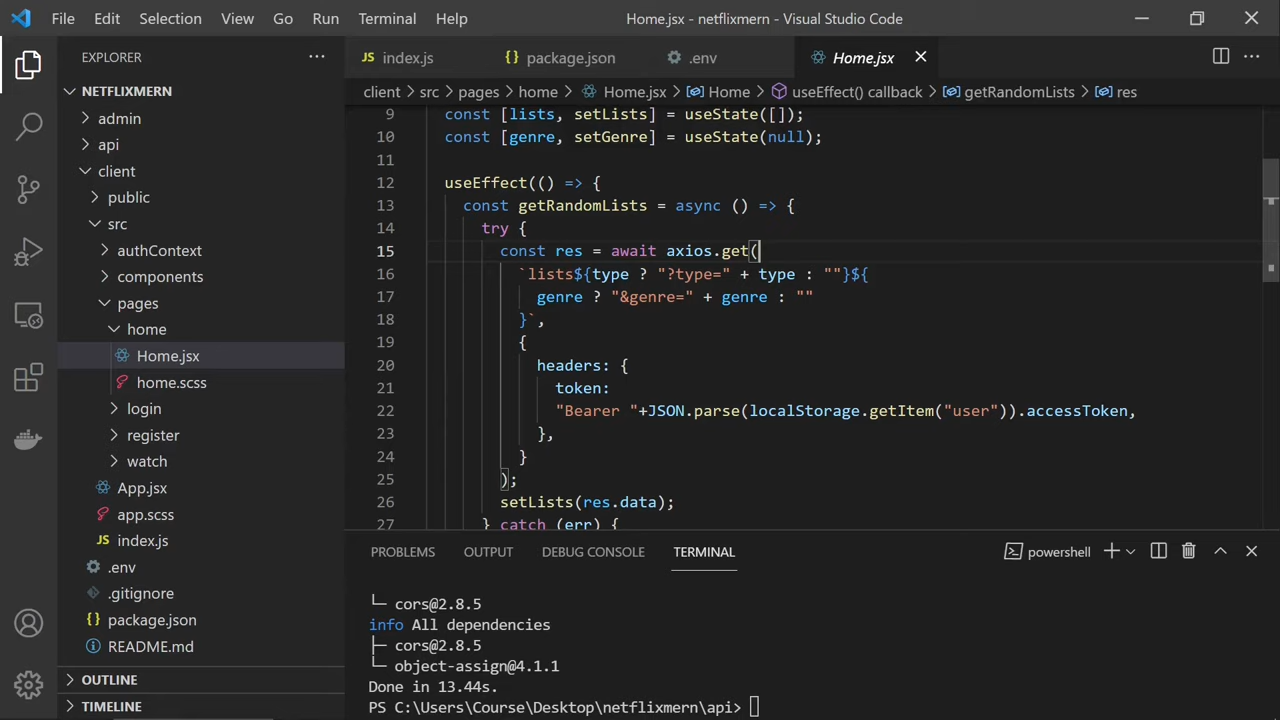 File Edit Selection View Go Run Terminal Help Home.jsx - netflixmern - Visual Studio Code
EXPLORER
NETFLIXMERN
admin
api
client
public
src
authContext
components
pages
home
Home.jsx
home.scss
login
register
watch
App.jsx
app.scss
index.js
.env
.gitignore
package.json
README.md
OUTLINE
TIMELINE
JS index.js {} package.json .env Home.jsx
client > src > pages > home > Home.jsx > Home > useEffect() callback > getRandomLists > res
9 const [lists, setLists] = useState([]);
10 const [genre, setGenre] = useState(null);
11
12 useEffect(() => {
13 const getRandomLists = async () => {
14 try {
15 const res = await axios.get(
16 `lists${type ? "?type=" + type : ""}${
17 genre ? "&genre=" + genre : ""
18 }`,
19 {
20 headers: {
21 token:
22 "Bearer "+JSON.parse(localStorage.getItem("user")).accessToken,
23 },
24 }
25 );
26 setLists(res.data);
27 } catch (err) {
PROBLEMS OUTPUT DEBUG CONSOLE TERMINAL powershell
└─ cors@2.8.5
info All dependencies
├─ cors@2.8.5
└─ object-assign@4.1.1
Done in 13.44s.
PS C:\Users\Course\Desktop\netflixmern\api>